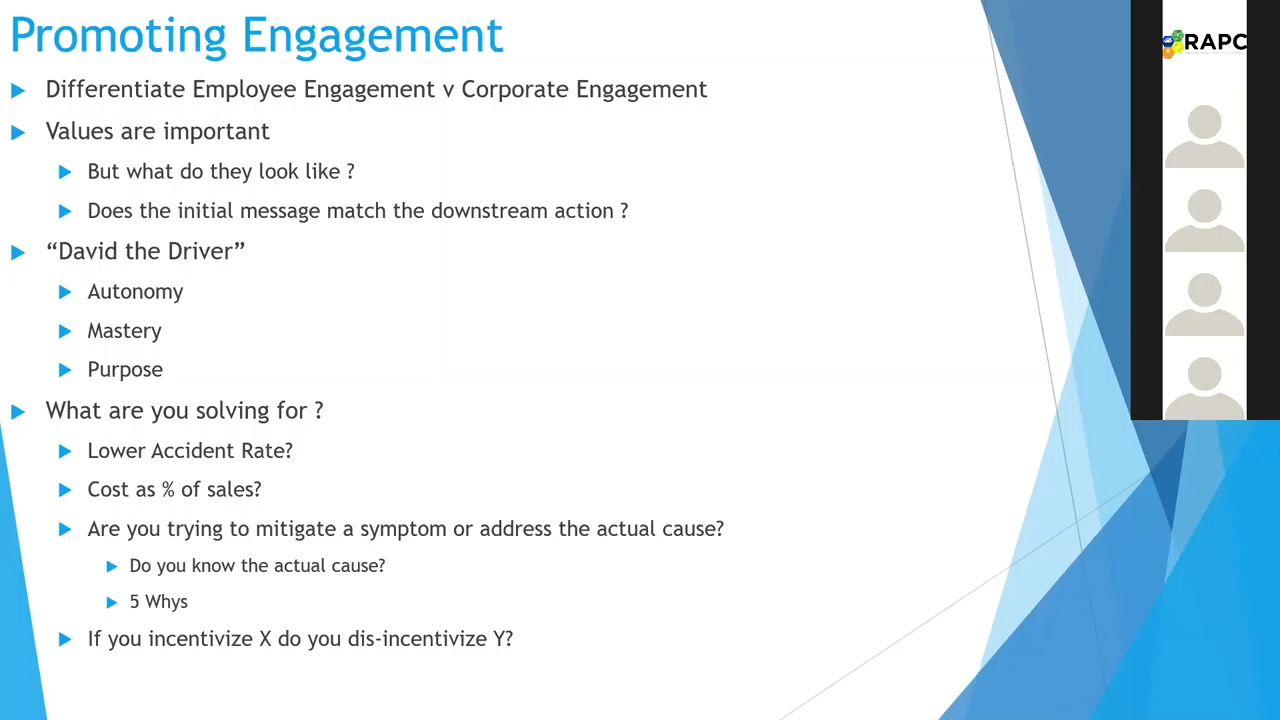 Promoting Engagement
Differentiate Employee Engagement v Corporate Engagement
Values are important
But what do they look like ?
Does the initial message match the downstream action ?
“David the Driver”
Autonomy
Mastery
Purpose
What are you solving for ?
Lower Accident Rate?
Cost as % of sales?
Are you trying to mitigate a symptom or address the actual cause?
Do you know the actual cause?
5 Whys
If you incentivize X do you dis-incentivize Y?
RAPC